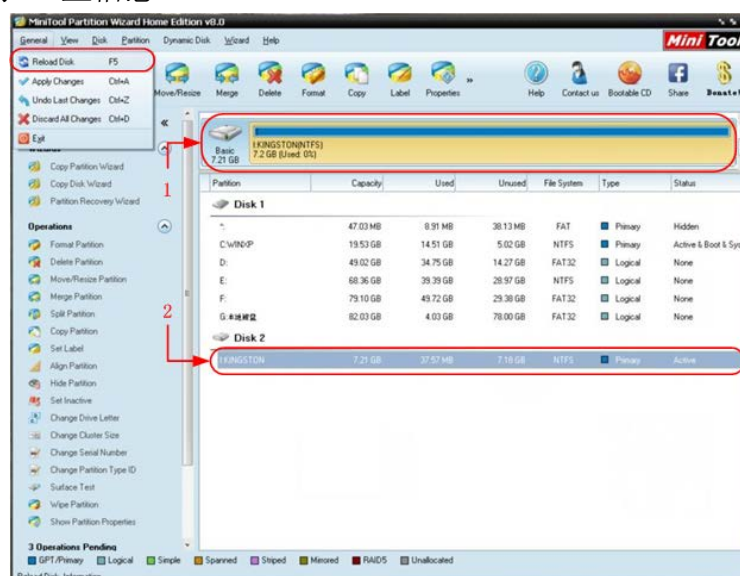 MiniTool Partition Wizard Home Edition v8.0
General View Disk Partition Dynamic Disk Wizard Help
Mini Tool
Reload Disk F5
Apply Changes Ctrl+A
Undo Last Changes Ctrl+Z
Discard All Changes Ctrl+D
Exit
Move/Resize Merge Delete Format Copy Label Properties » Help Contact us Bootable CD Share Donate!
«
Basic
7.21 GB
I:KINGSTON(NTFS)
7.2 GB (Used: 0%)
1
Copy Partition Wizard
Copy Disk Wizard
Partition Recovery Wizard
Operations
Format Partition
Delete Partition
Move/Resize Partition
Merge Partition
Split Partition
Copy Partition
Set Label
Align Partition
Hide Partition
Set Inactive
Change Drive Letter
Change Cluster Size
Change Serial Number
Change Partition Type ID
Surface Test
Wipe Partition
Show Partition Properties
3 Operations Pending
2
Partition Capacity Used Unused File System Type Status
Disk 1
*: 47.03 MB 8.91 MB 38.13 MB FAT Primary Hidden
C:WINXP 19.53 GB 14.51 GB 5.02 GB NTFS Primary Active & Boot & Sys
D: 49.02 GB 34.75 GB 14.27 GB FAT32 Logical None
E: 68.36 GB 39.39 GB 28.97 GB NTFS Logical None
F: 79.10 GB 49.72 GB 29.38 GB FAT32 Logical None
G:本地硬盘 82.03 GB 4.03 GB 78.00 GB FAT32 Logical None
Disk 2
I:KINGSTON 7.21 GB 37.57 MB 7.18 GB NTFS Primary Active
GPT/Primary Logical Simple Spanned Striped Mirrored RAID5 Unallocated